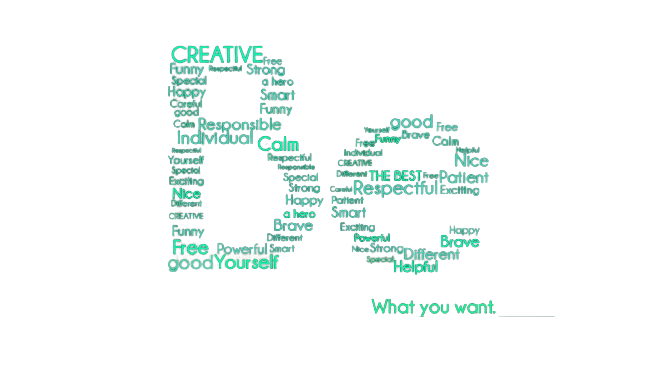 CREATIVE Free
Funny Respectful Strong
Special a hero
Happy Smart
Careful Funny
good
Calm Responsible
Individual Calm
Respectful Respectful
Yourself Responsible
Special Special
Exciting Strong
Nice Happy
Different a hero
CREATIVE Brave
Funny Different
Free Powerful Smart
good Yourself
good Free
Yourself Brave
Free Funny Calm
Individual Helpful
CREATIVE Nice
Different THE BEST Free Patient
Careful Respectful Exciting
Patient
Smart
Exciting Happy
Powerful Brave
Nice Strong Different
Special Helpful
What you want. ________